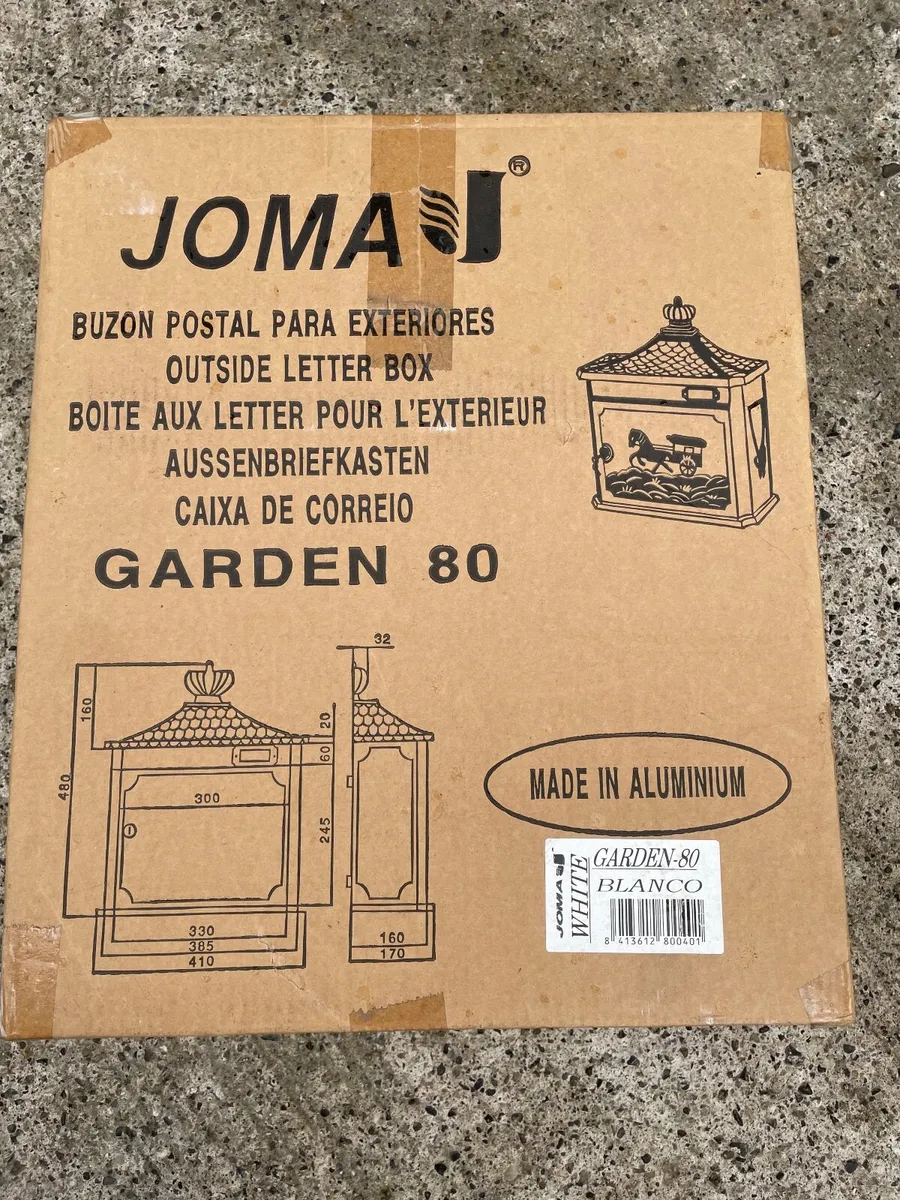 JOMA J®
BUZON POSTAL PARA EXTERIORES
OUTSIDE LETTER BOX
BOITE AUX LETTER POUR L'EXTERIEUR
AUSSENBRIEFKASTEN
CAIXA DE CORREIO
GARDEN 80
32
160
20
60
480
300
245
330
385
410
160
170
MADE IN ALUMINIUM
JOMA
WHITE
GARDEN-80
BLANCO
8 413612 800401